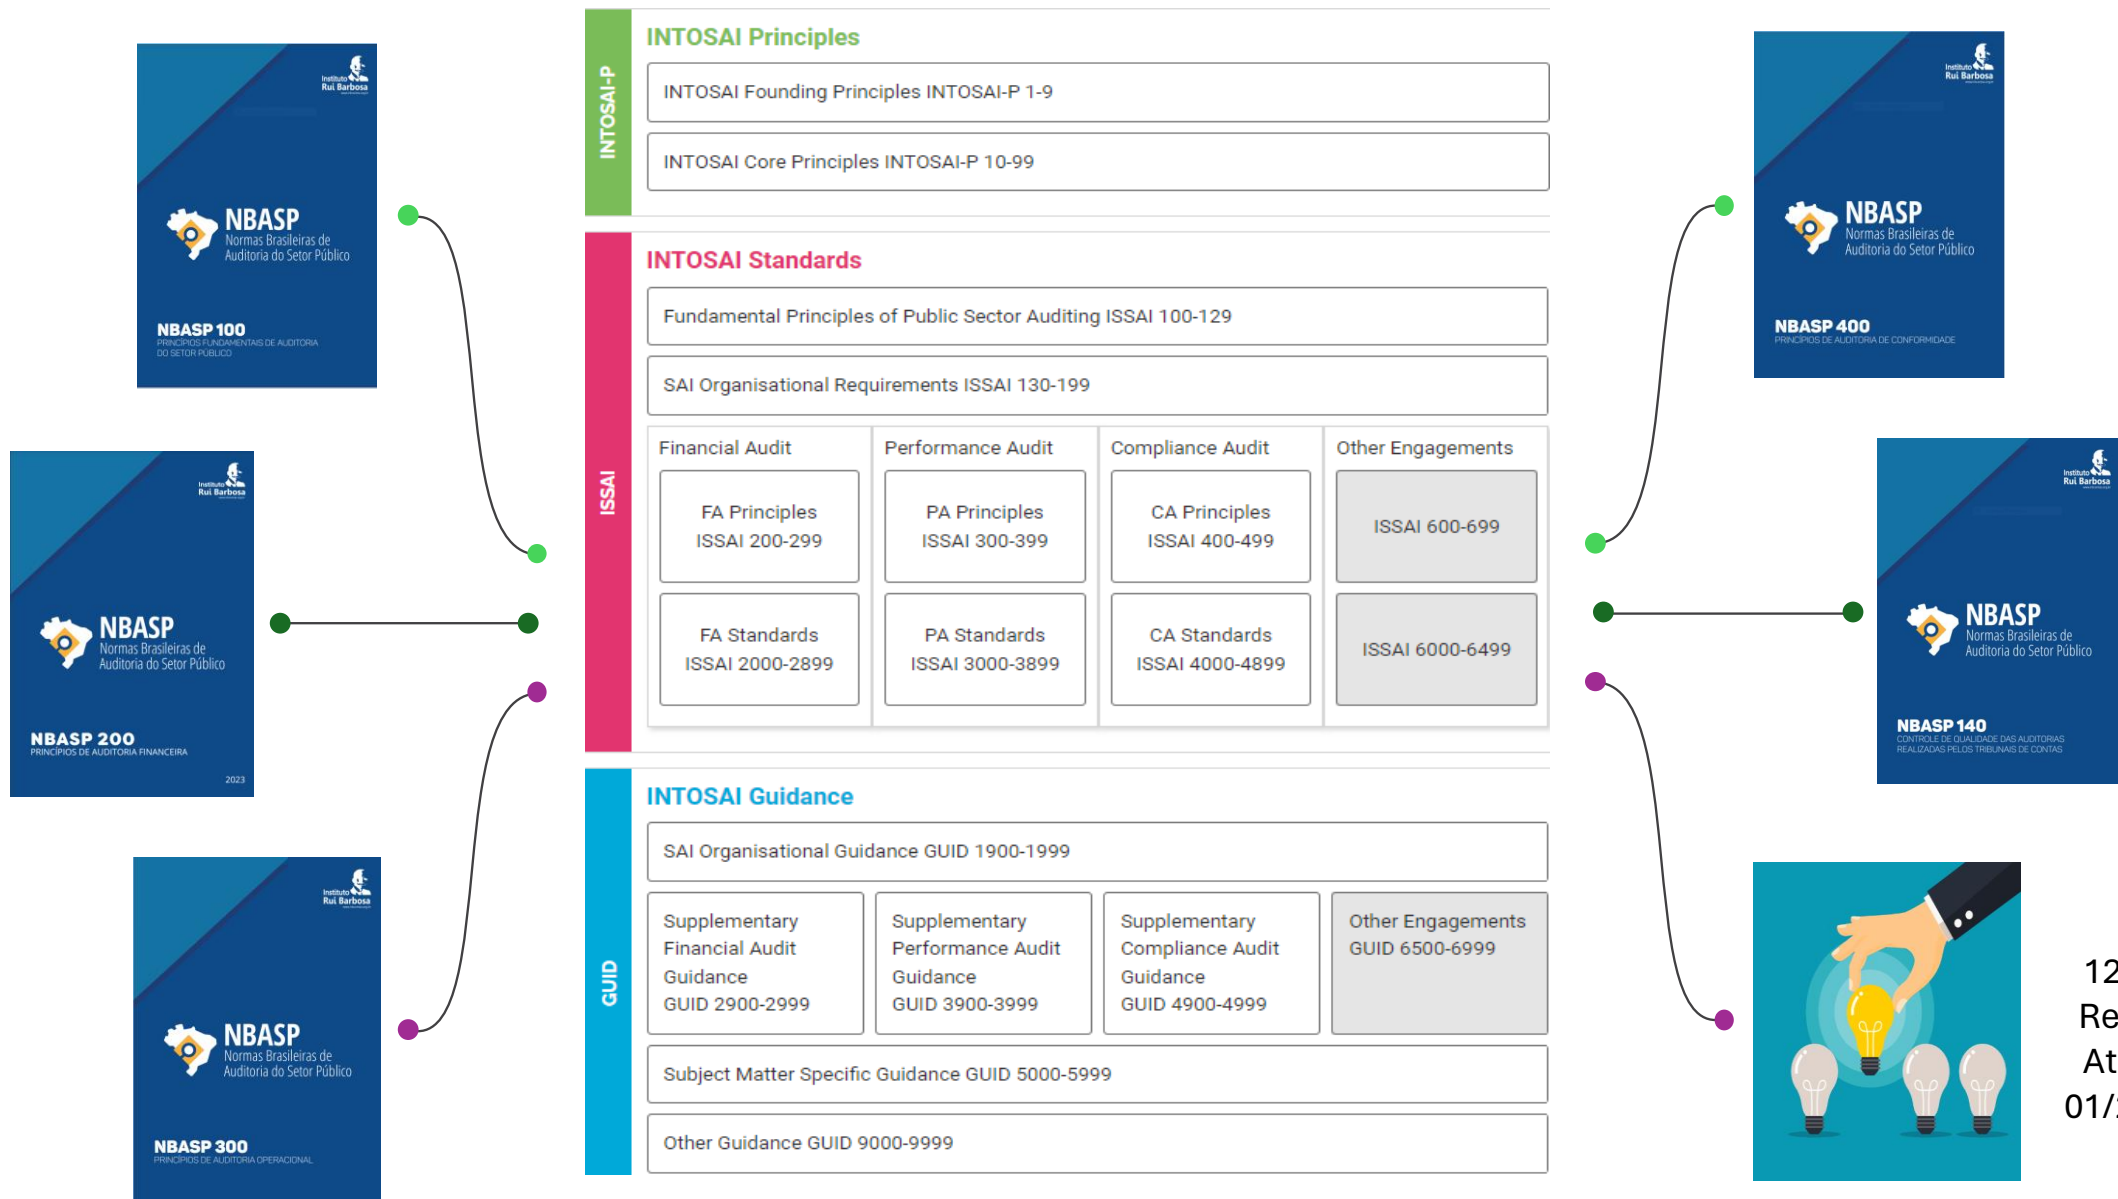 Instituto
Rui Barbosa
NBASP
Normas Brasileiras de
Auditoria do Setor Público
NBASP 100
PRINCÍPIOS FUNDAMENTAIS DE AUDITORIA
DO SETOR PÚBLICO
Instituto
Rui Barbosa
NBASP
Normas Brasileiras de
Auditoria do Setor Público
NBASP 200
PRINCÍPIOS DE AUDITORIA FINANCEIRA
2023
Instituto
Rui Barbosa
NBASP
Normas Brasileiras de
Auditoria do Setor Público
NBASP 300
PRINCÍPIOS DE AUDITORIA OPERACIONAL
INTOSAI-P
INTOSAI Principles
INTOSAI Founding Principles INTOSAI-P 1-9
INTOSAI Core Principles INTOSAI-P 10-99
ISSAI
INTOSAI Standards
Fundamental Principles of Public Sector Auditing ISSAI 100-129
SAI Organisational Requirements ISSAI 130-199
Financial Audit
FA Principles
ISSAI 200-299
FA Standards
ISSAI 2000-2899
Performance Audit
PA Principles
ISSAI 300-399
PA Standards
ISSAI 3000-3899
Compliance Audit
CA Principles
ISSAI 400-499
CA Standards
ISSAI 4000-4899
Other Engagements
ISSAI 600-699
ISSAI 6000-6499
GUID
INTOSAI Guidance
SAI Organisational Guidance GUID 1900-1999
Supplementary
Financial Audit
Guidance
GUID 2900-2999
Supplementary
Performance Audit
Guidance
GUID 3900-3999
Supplementary
Compliance Audit
Guidance
GUID 4900-4999
Other Engagements
GUID 6500-6999
Subject Matter Specific Guidance GUID 5000-5999
Other Guidance GUID 9000-9999
Instituto
Rui Barbosa
NBASP
Normas Brasileiras de
Auditoria do Setor Público
NBASP 400
PRINCÍPIOS DE AUDITORIA DE CONFORMIDADE
Instituto
Rui Barbosa
NBASP
Normas Brasileiras de
Auditoria do Setor Público
NBASP 140
CONTROLE DE QUALIDADE DAS AUDITORIAS
REALIZADAS PELOS TRIBUNAIS DE CONTAS
12
Re
At
01/